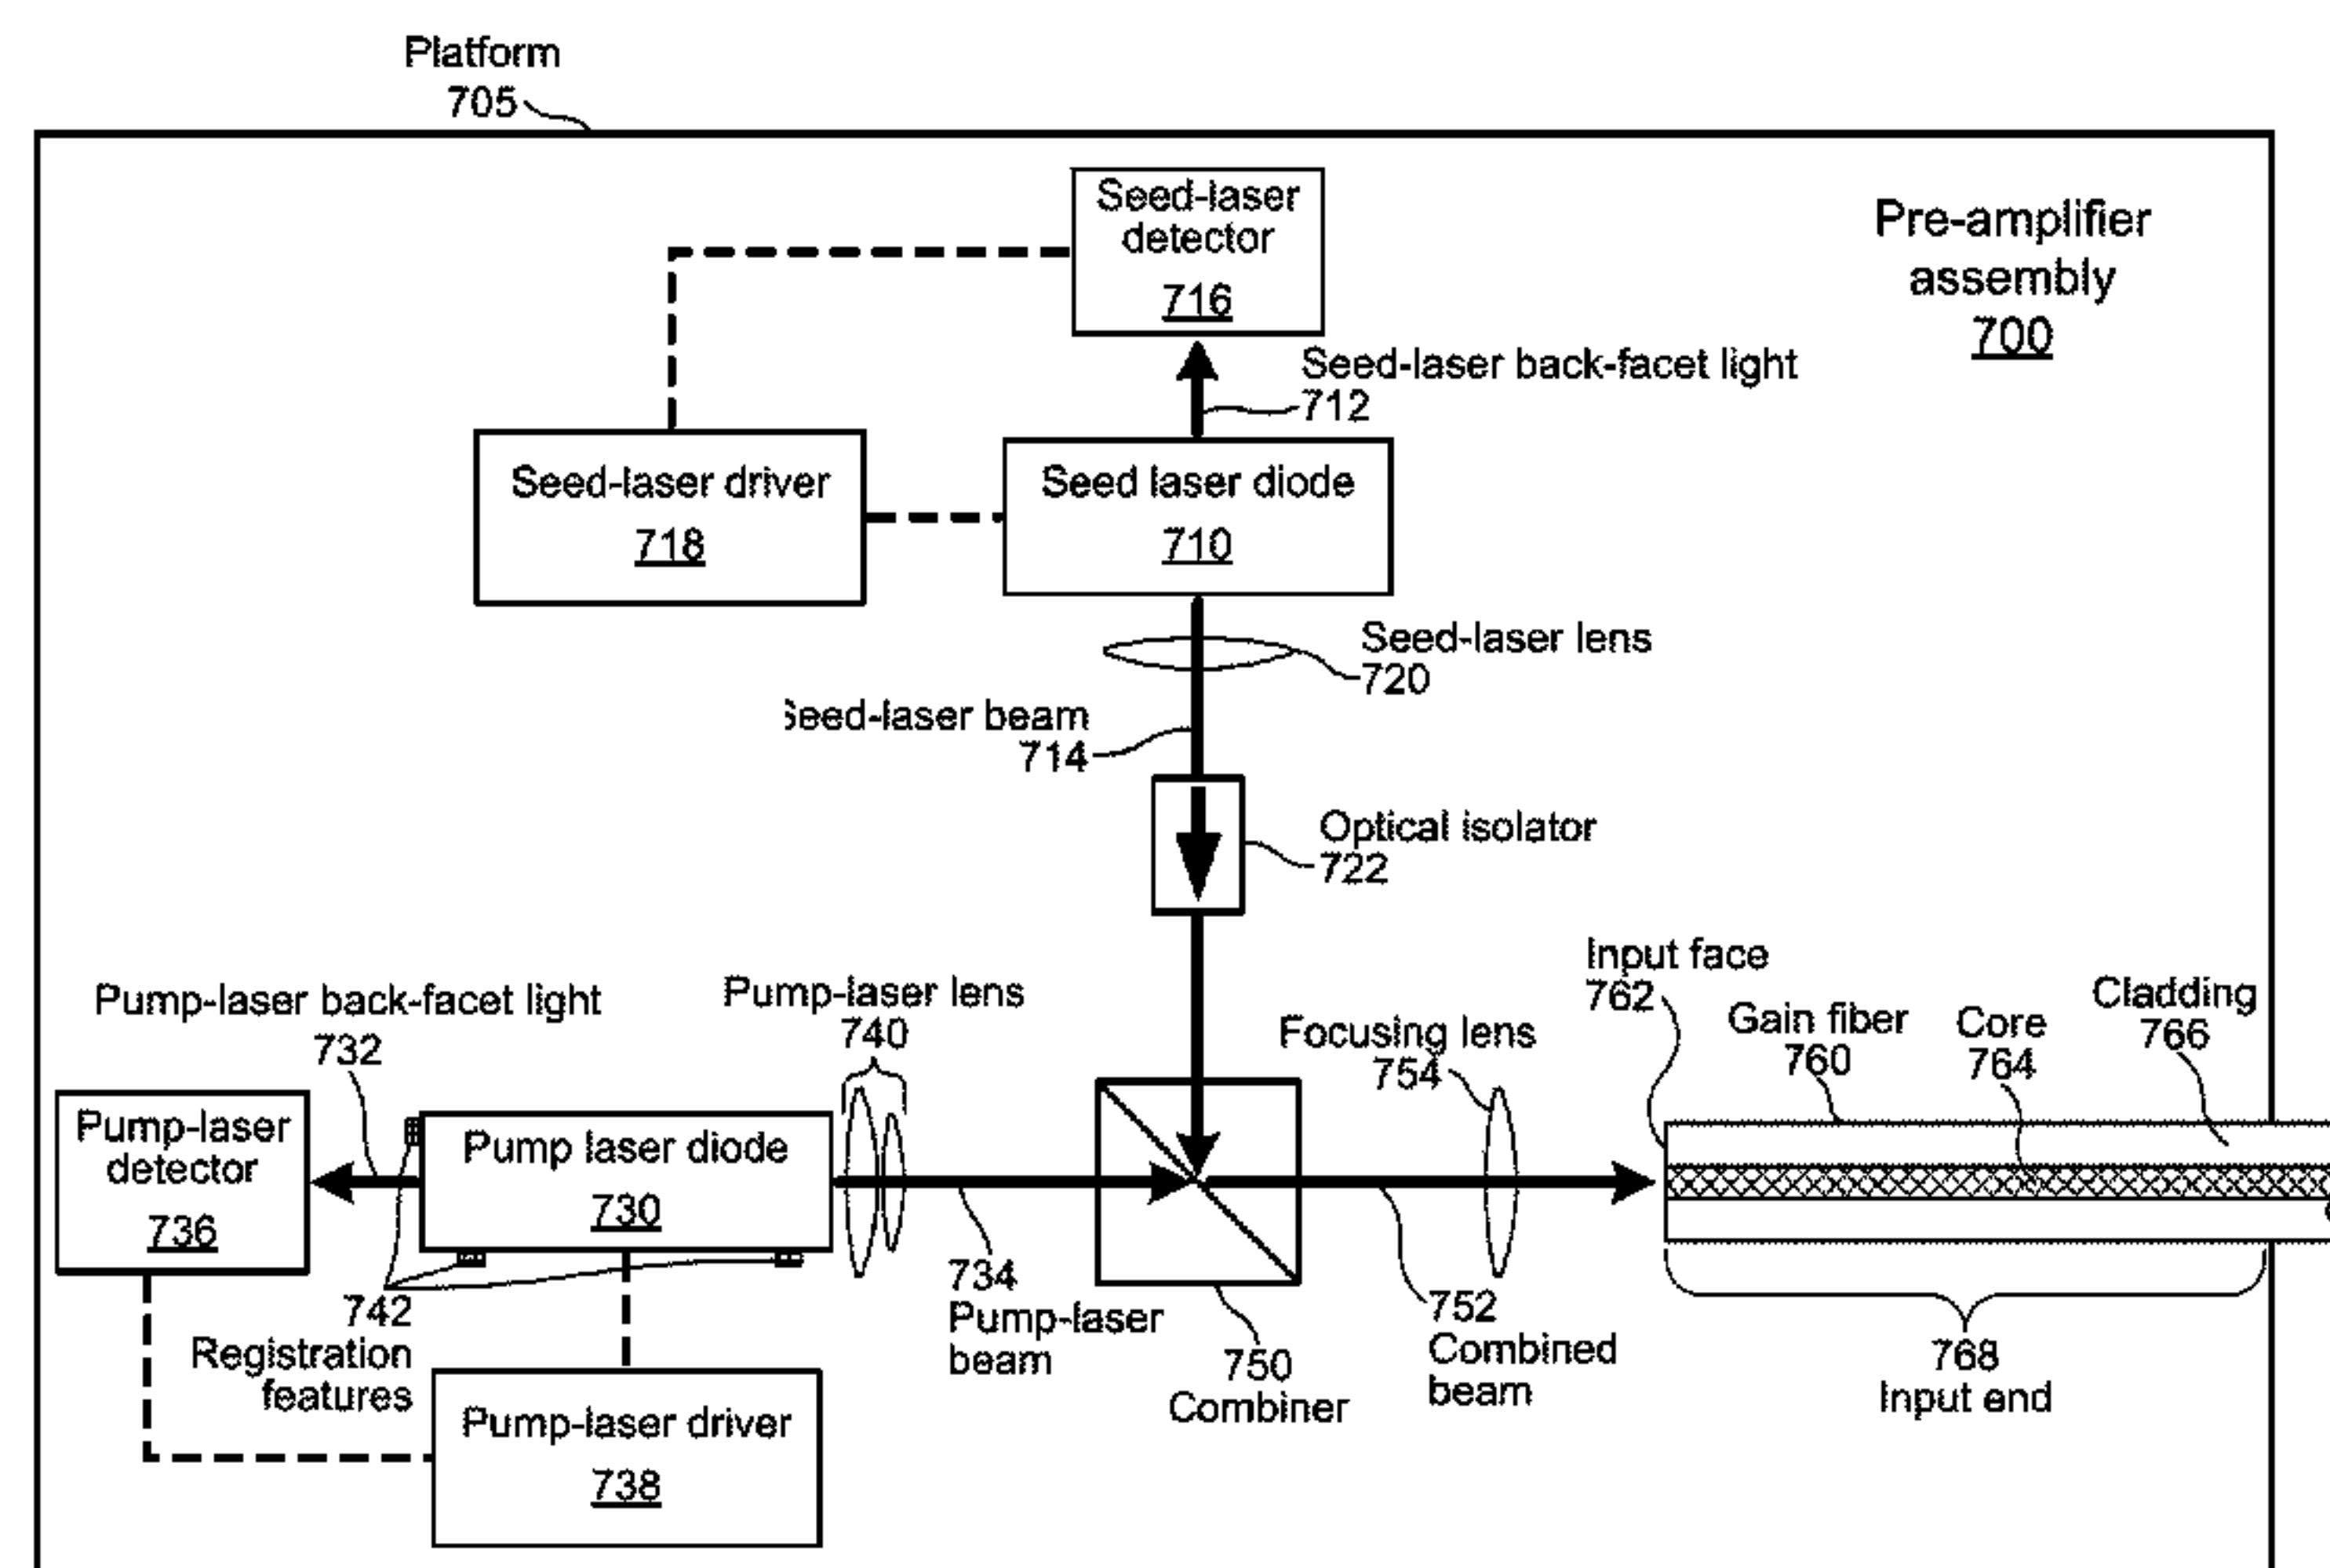 Platform
705
Seed-laser
detector
716
Pre-amplifier
assembly
700
Seed-laser back-facet light
712
Seed-laser driver
718
Seed laser diode
710
Seed-laser lens
720
Seed-laser beam
714
Optical isolator
722
Input face
762
Gain fiber
760
Core
764
Cladding
766
Pump-laser back-facet light
732
Pump-laser lens
740
Focusing lens
754
Pump-laser
detector
736
Pump laser diode
730
734
Pump-laser
beam
742
Registration
features
750
Combiner
752
Combined
beam
768
Input end
Pump-laser driver
738